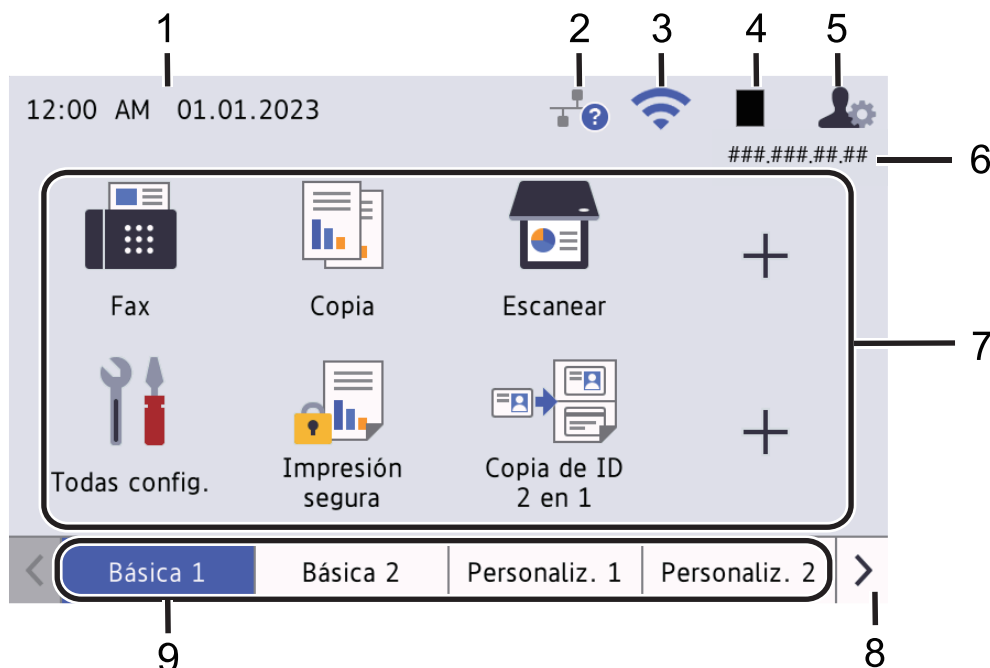 1 2 3 4 5
12:00 AM 01.01.2023
?
###.###.##.## 6
Fax Copia Escanear
7
Todas config. Impresión segura Copia de ID 2 en 1
Básica 1 Básica 2 Personaliz. 1 Personaliz. 2
9 8